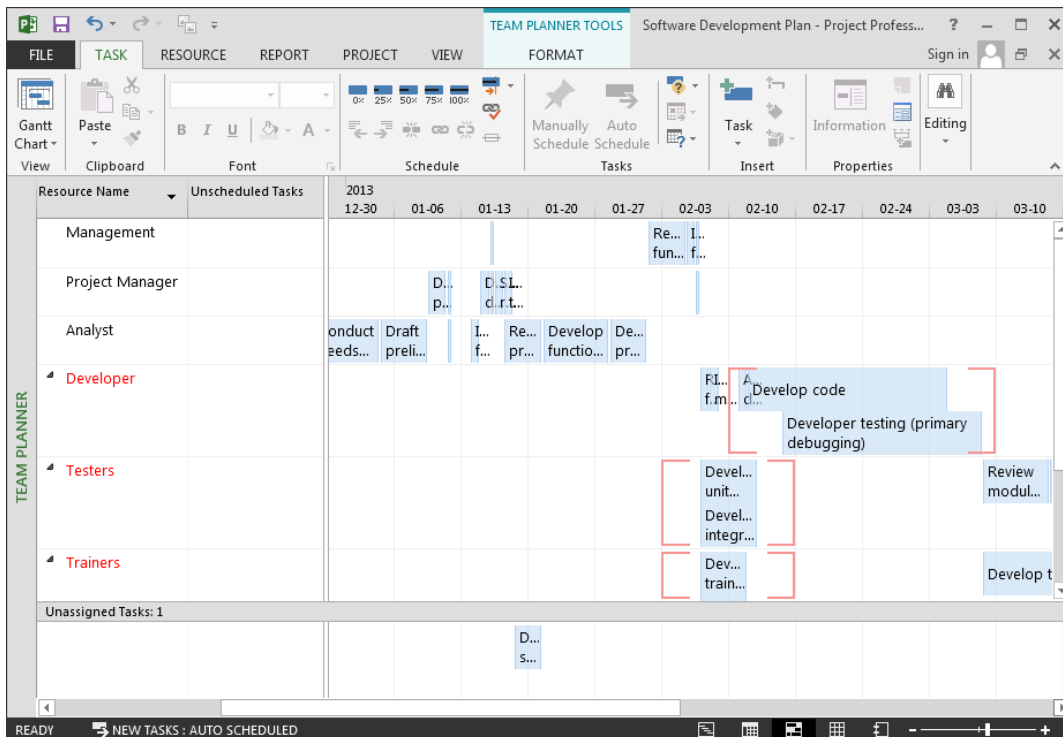 TEAM PLANNER TOOLS
Software Development Plan - Project Profess...
FILE TASK RESOURCE REPORT PROJECT VIEW FORMAT Sign in
0% 25% 50% 75% 100%
Gantt Chart
Paste
B I U A
Manually Schedule
Auto Schedule
Task
Information
Editing
View Clipboard Font Schedule Tasks Insert Properties
TEAM PLANNER
Resource Name Unscheduled Tasks
2013
12-30 01-06 01-13 01-20 01-27 02-03 02-10 02-17 02-24 03-03 03-10
Management
Re... I...
fun... f...
Project Manager
D... D.. S.. L...
p... d.. r. t...
Analyst
onduct Draft I... Re... Develop De...
eeds... preli... f... pr... functio... pr...
Developer
RI... A...
f. m... d...
Develop code
Developer testing (primary
debugging)
Testers
Devel...
unit...
Devel...
integr...
Review
modul...
Trainers
Dev...
train...
Develop t
Unassigned Tasks: 1
D...
s...
READY NEW TASKS : AUTO SCHEDULED